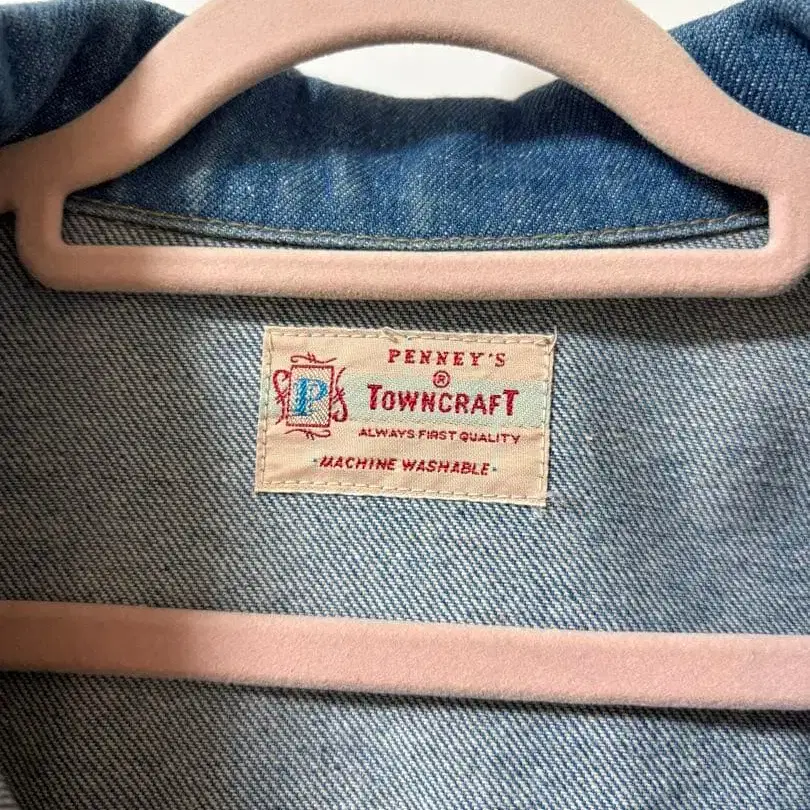 PENNEY'S
®
P
TOWNCRAFT
ALWAYS FIRST QUALITY
·MACHINE WASHABLE·